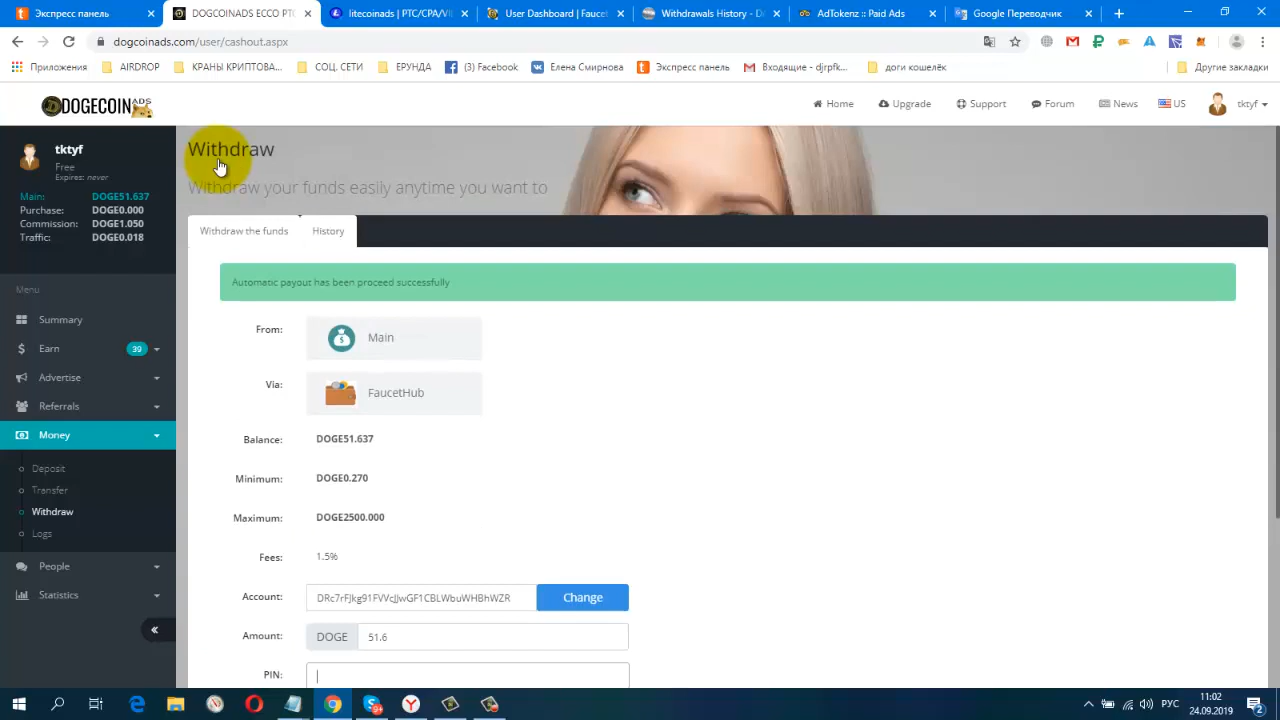 Экспресс панель
DOGCOINADS ECCO PTC
litecoinads | PTC/CPA/VI
User Dashboard | Faucet
Withdrawals History - D
AdTokenz :: Paid Ads
Google Переводчик
dogcoinads.com/user/cashout.aspx
Приложения
AIRDROP
КРАНЫ КРИПТОВА...
СОЦ. СЕТИ
ЕРУНДА
(3) Facebook
Елена Смирнова
Экспресс панель
Входящие - djrpfk...
доги кошелёк
Другие закладки
DOGECOIN ADS
Home
Upgrade
Support
Forum
News
US
tktyf
tktyf
Free
Expires: never
Main: DOGE51.637
Purchase: DOGE0.000
Commission: DOGE1.050
Traffic: DOGE0.018
Menu
Summary
Earn 39
Advertise
Referrals
Money
Deposit
Transfer
Withdraw
Logs
People
Statistics
Withdraw
Withdraw your funds easily anytime you want to
Withdraw the funds
History
Automatic payout has been proceed successfully
From: Main
Via: FaucetHub
Balance: DOGE51.637
Minimum: DOGE0.270
Maximum: DOGE2500.000
Fees: 1.5%
Account: Change
Amount: DOGE 51.6
PIN:
РУС
11:02
24.09.2019
2